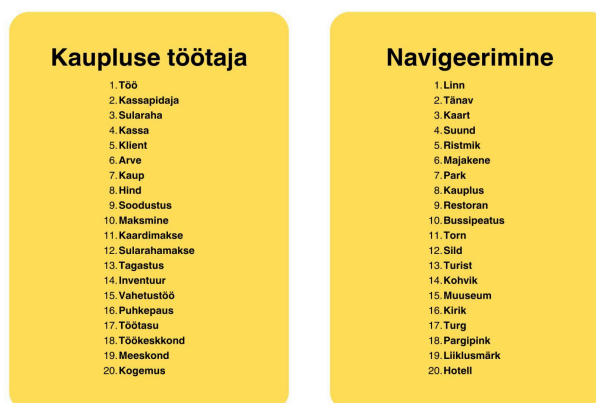 Kaupluse töötaja
1. Töö
2. Kassapidaja
3. Sularaha
4. Kassa
5. Klient
6. Arve
7. Kaup
8. Hind
9. Soodustus
10. Maksmine
11. Kaardimakse
12. Sularahamakse
13. Tagastus
14. Inventuur
15. Vahetustöö
16. Puhkepaus
17. Töötasu
18. Töökeskkond
19. Meeskond
20. Kogemus
Navigeerimine
1. Linn
2. Tänav
3. Kaart
4. Suund
5. Ristmik
6. Majakene
7. Park
8. Kauplus
9. Restoran
10. Bussipeatus
11. Torn
12. Sild
13. Turist
14. Kohvik
15. Muuseum
16. Kirik
17. Turg
18. Pargipink
19. Liiklusmärk
20. Hotell